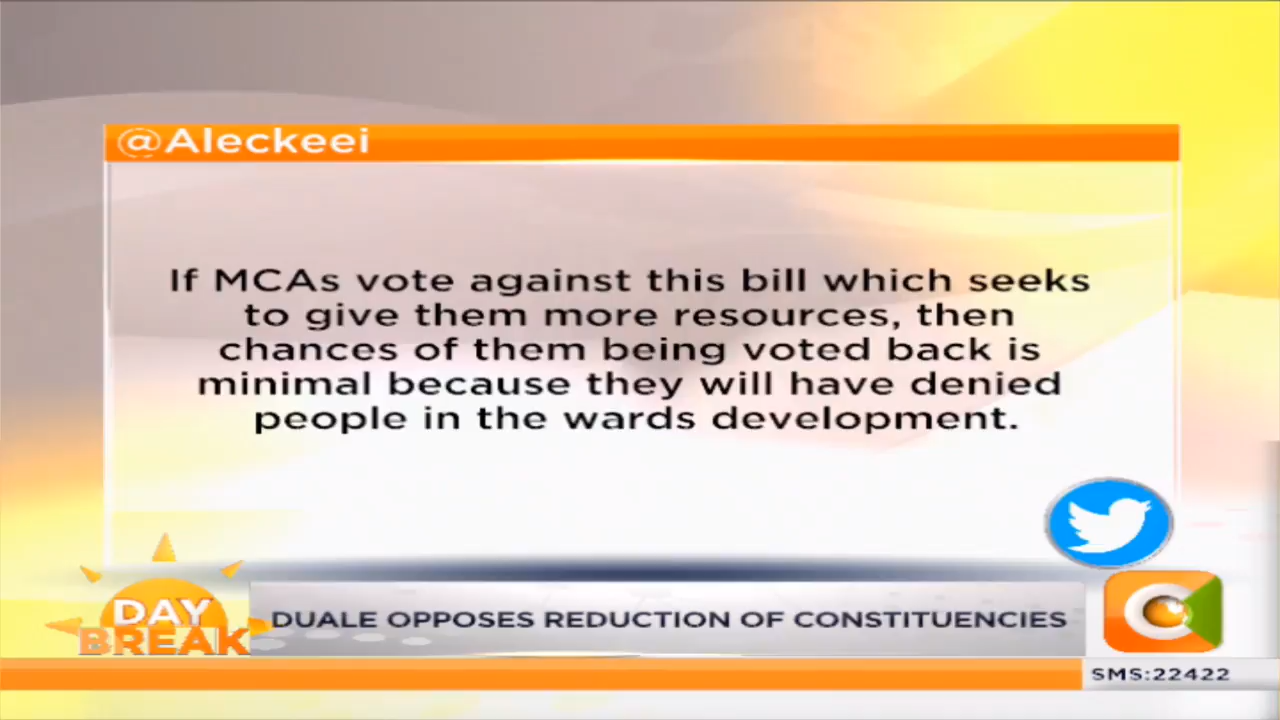 @Aleckeei
If MCAs vote against this bill which seeks
to give them more resources, then
chances of them being voted back is
minimal because they will have denied
people in the wards development.
DAY
BREAK
DUALE OPPOSES REDUCTION OF CONSTITUENCIES
SMS:22422